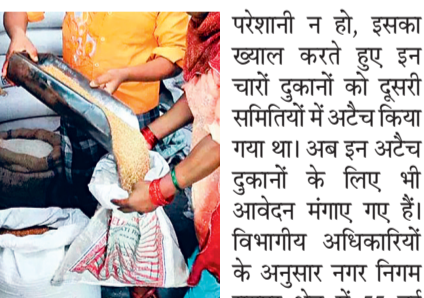 परेशानी न हो, इसका
ख्याल करते हुए इन
चारों दुकानों को दूसरी
समितियों में अटैच किया
गया था। अब इन अटैच
दुकानों के लिए भी
आवेदन मंगाए गए हैं।
विभागीय अधिकारियों
के अनुसार नगर निगम